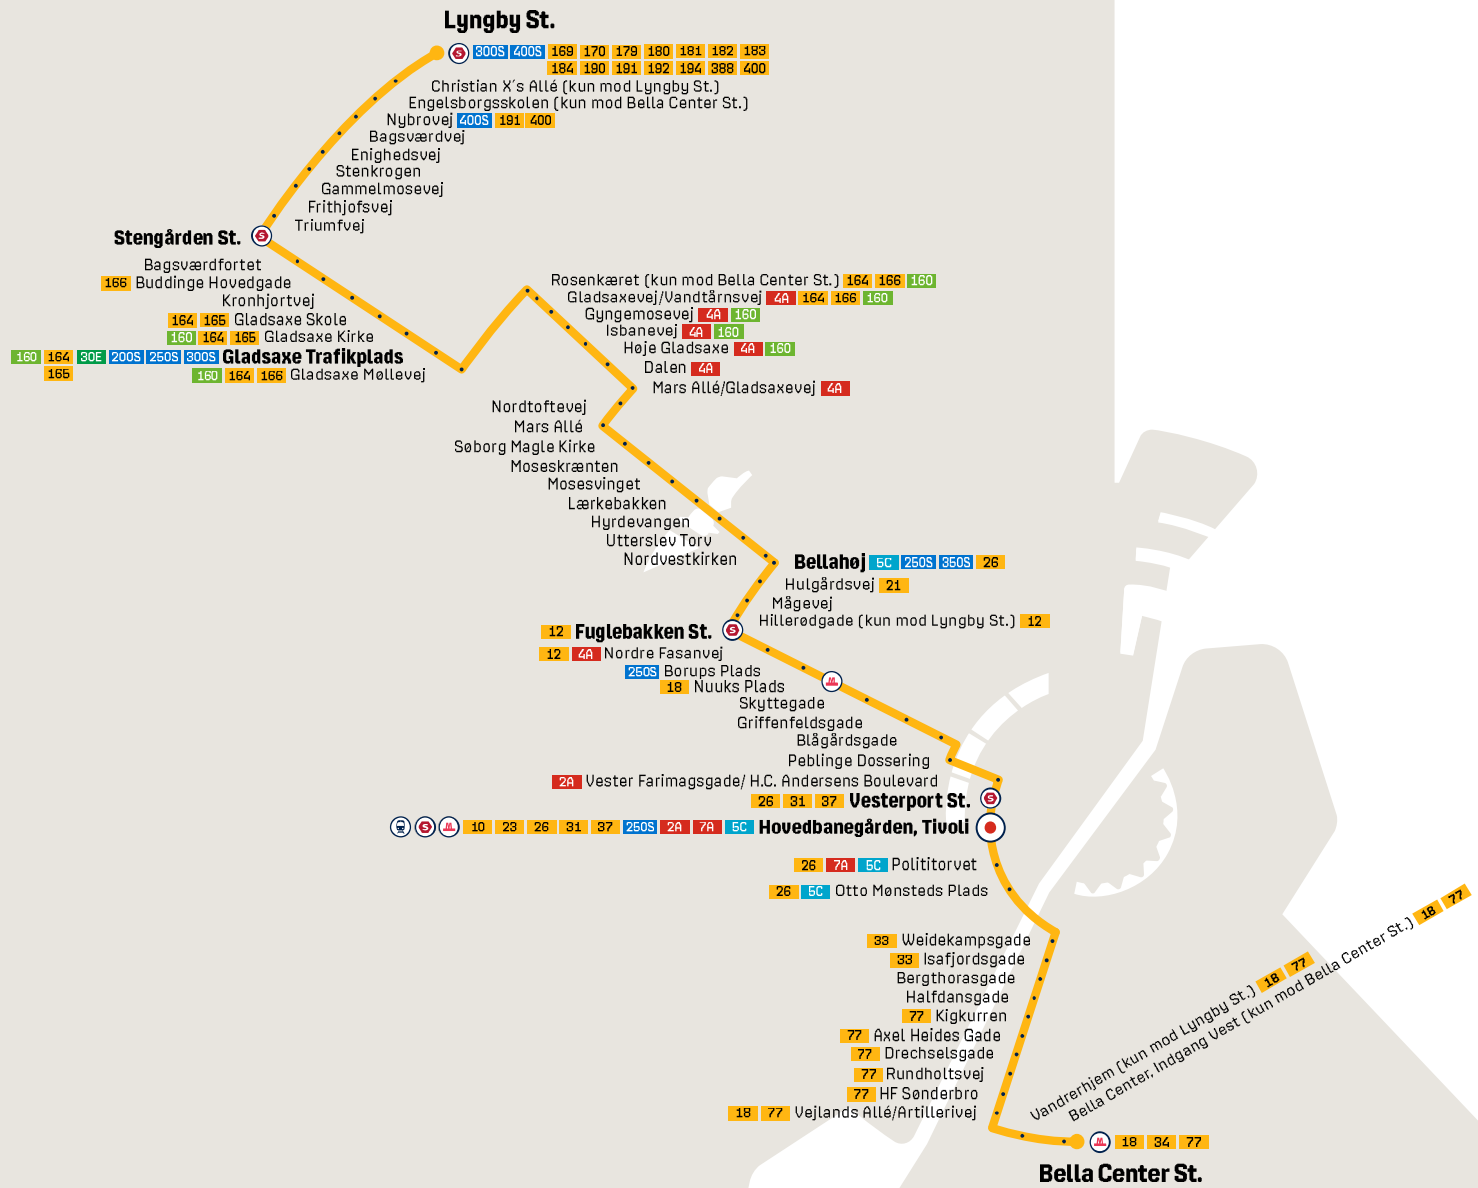 Lyngby St.
S 300S 400S 169 170 179 180 181 182 183
184 190 191 192 194 388 400
Christian X´s Allé (kun mod Lyngby St.)
Engelsborgsskolen (kun mod Bella Center St.)
Nybrovej 400S 191 400
Bagsværdvej
Enighedsvej
Stenkrogen
Gammelmosevej
Frithjofsvej
Triumfvej
Stengården St. S
Bagsværdfortet
166 Buddinge Hovedgade
Kronhjortvej
164 165 Gladsaxe Skole
160 164 165 Gladsaxe Kirke
160 164 30E 200S 250S 300S Gladsaxe Trafikplads
165
160 164 166 Gladsaxe Møllevej
Rosenkæret (kun mod Bella Center St.) 164 166 160
Gladsaxevej/Vandtårnsvej 4A 164 166 160
Gyngemosevej 4A 160
Isbanevej 4A 160
Høje Gladsaxe 4A 160
Dalen 4A
Mars Allé/Gladsaxevej 4A
Nordtoftevej
Mars Allé
Søborg Magle Kirke
Moseskrænten
Mosesvinget
Lærkebakken
Hyrdevangen
Utterslev Torv
Nordvestkirken
Bellahøj 5C 250S 350S 26
Hulgårdsvej 21
Mågevej
Hillerødgade (kun mod Lyngby St.) 12
12 Fuglebakken St. S
12 4A Nordre Fasanvej
250S Borups Plads
18 Nuuks Plads
Skyttegade
Griffenfeldsgade
Blågårdsgade
Peblinge Dossering
2A Vester Farimagsgade/ H.C. Andersens Boulevard
26 31 37 Vesterport St. S
S 10 23 26 31 37 250S 2A 7A 5C Hovedbanegården, Tivoli
26 7A 5C Polititorvet
26 5C Otto Mønsteds Plads
33 Weidekampsgade
33 Isafjordsgade
Bergthorasgade
Halfdansgade
77 Kigkurren
77 Axel Heides Gade
77 Drechselsgade
77 Rundholtsvej
77 HF Sønderbro
18 77 Vejlands Allé/Artillerivej
Vandrerhjem (kun mod Lyngby St.) 18 77
Bella Center, Indgang Vest (kun mod Bella Center St.) 18 77
18 34 77
Bella Center St.